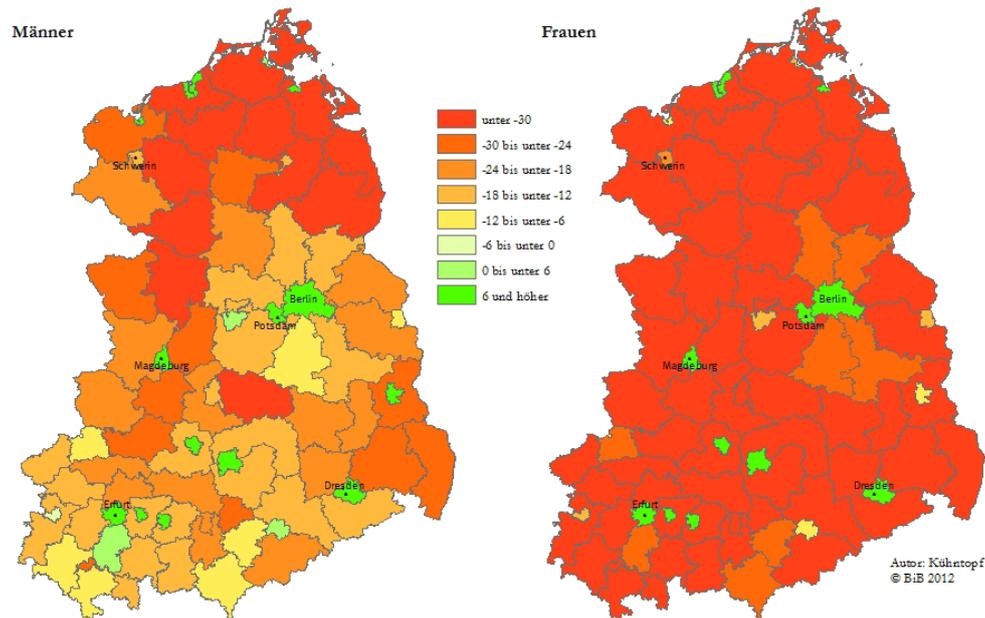 Männer
Frauen
unter -30
-30 bis unter -24
-24 bis unter -18
-18 bis unter -12
-12 bis unter -6
-6 bis unter 0
0 bis unter 6
6 und höher
Schwerin
Berlin
Potsdam
Magdeburg
Dresden
Erfurt
Schwerin
Berlin
Potsdam
Magdeburg
Dresden
Erfurt
Autor: Kühntopf
© BiB 2012